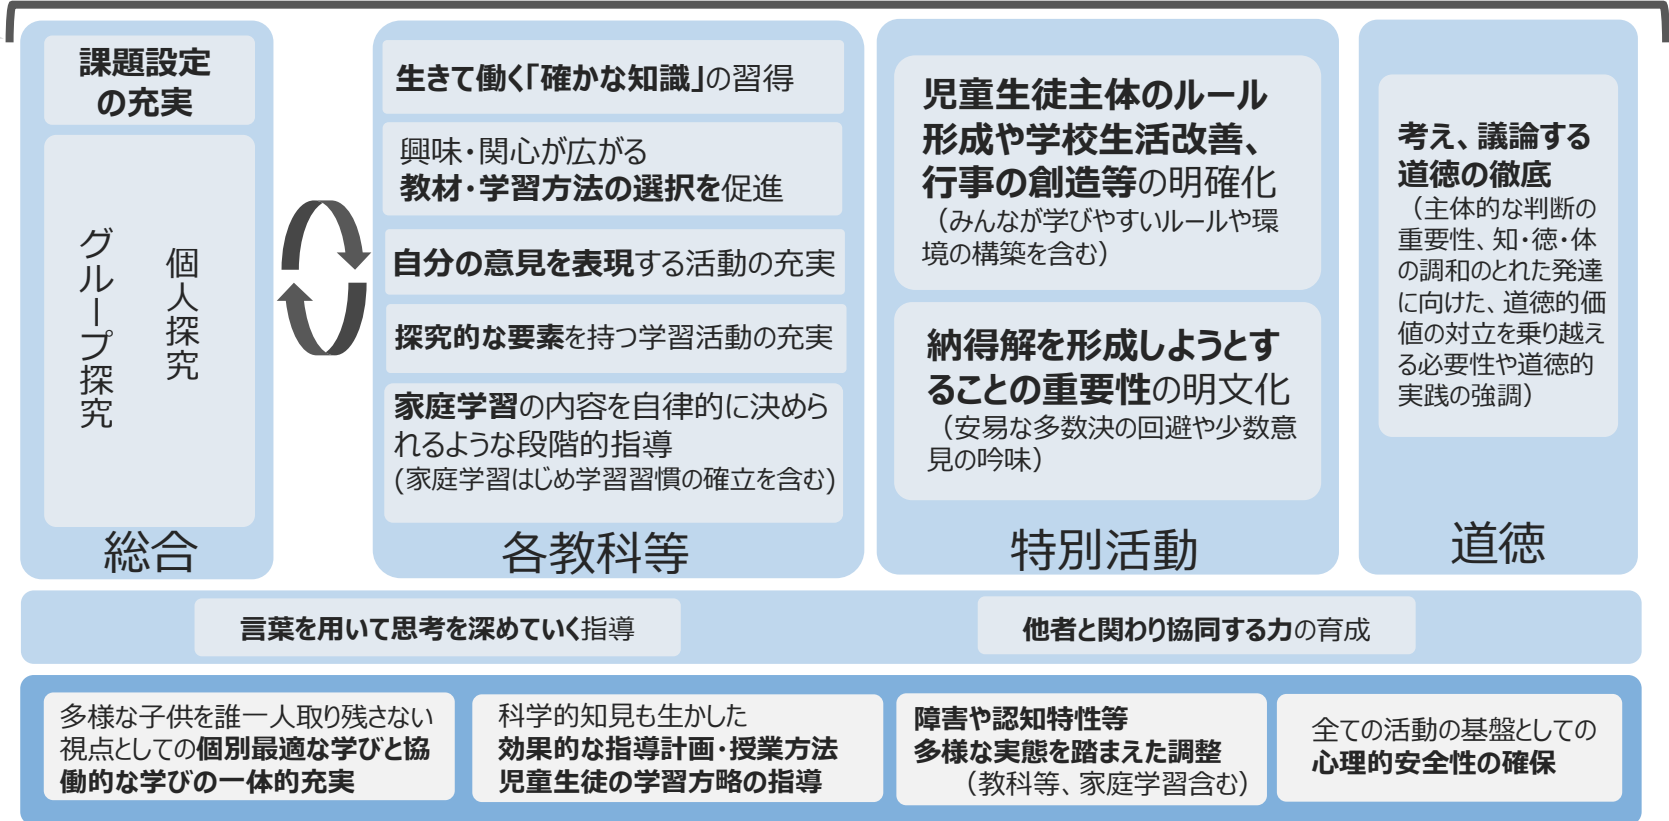 課題設定
の充実
グループ探究
個人探究
総合
生きて働く「確かな知識」の習得
興味・関心が広がる
教材・学習方法の選択を促進
自分の意見を表現する活動の充実
探究的な要素を持つ学習活動の充実
家庭学習の内容を自律的に決めら
れるような段階的指導
(家庭学習はじめ学習習慣の確立を含む)
各教科等
児童生徒主体のルール
形成や学校生活改善、
行事の創造等の明確化
（みんなが学びやすいルールや環
境の構築を含む）
納得解を形成しようとす
ることの重要性の明文化
（安易な多数決の回避や少数意
見の吟味）
特別活動
考え、議論する
道徳の徹底
（主体的な判断の
重要性、知・徳・体
の調和のとれた発達
に向けた、道徳的価
値の対立を乗り越え
る必要性や道徳的
実践の強調）
道徳
言葉を用いて思考を深めていく指導
他者と関わり協同する力の育成
多様な子供を誰一人取り残さない
視点としての個別最適な学びと協
働的な学びの一体的充実
科学的知見も生かした
効果的な指導計画・授業方法
児童生徒の学習方略の指導
障害や認知特性等
多様な実態を踏まえた調整
（教科等、家庭学習含む）
全ての活動の基盤としての
心理的安全性の確保